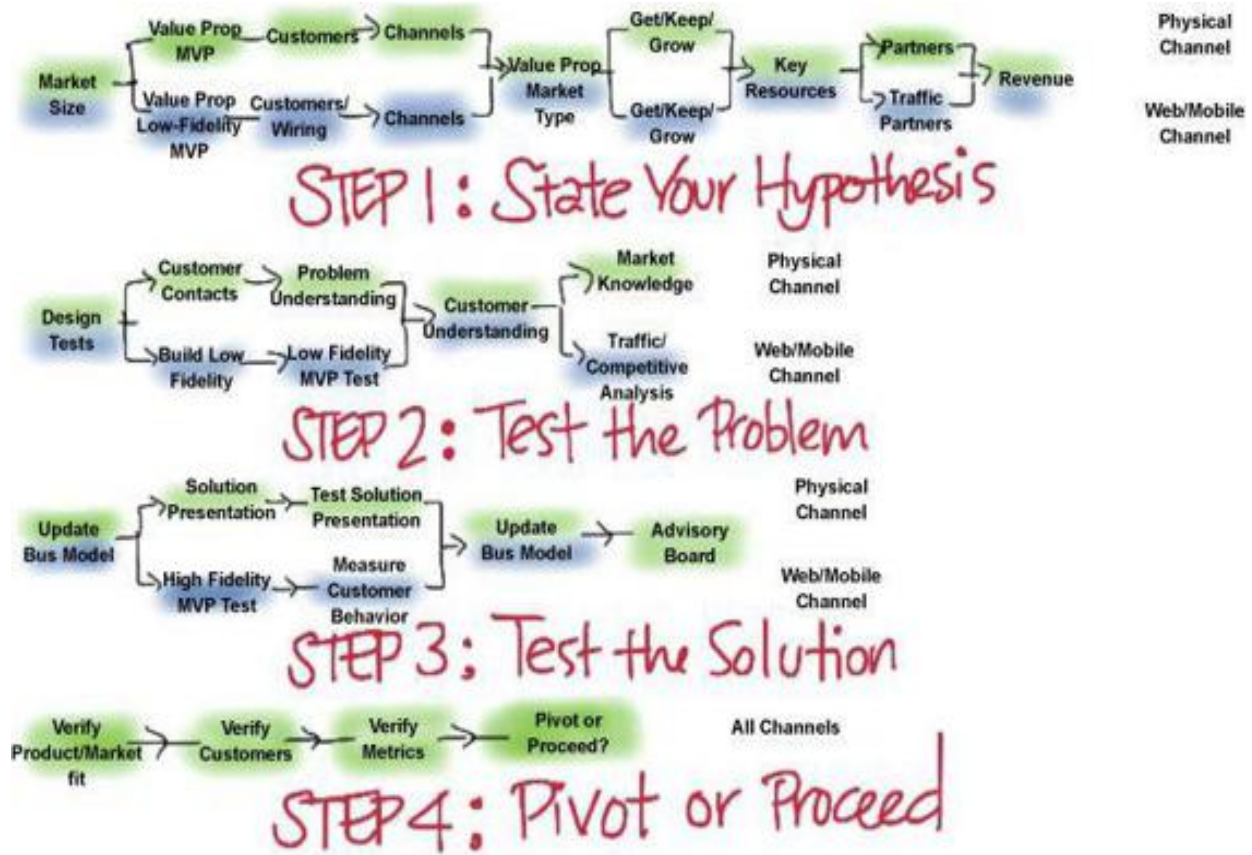 Market
Size
Value Prop
MVP
Customers
Channels
Value Prop
Low-Fidelity
MVP
Customers/
Wiring
Channels
Value Prop
Market
Type
Get/Keep/
Grow
Get/Keep/
Grow
Key
Resources
Partners
Traffic
Partners
Revenue
Physical
Channel
Web/Mobile
Channel
STEP 1: State Your Hypothesis
Design
Tests
Customer
Contacts
Problem
Understanding
Build Low
Fidelity
Low Fidelity
MVP Test
Customer
Understanding
Market
Knowledge
Traffic/
Competitive
Analysis
Physical
Channel
Web/Mobile
Channel
STEP 2: Test the Problem
Update
Bus Model
Solution
Presentation
Test Solution
Presentation
High Fidelity
MVP Test
Measure
Customer
Behavior
Update
Bus Model
Advisory
Board
Physical
Channel
Web/Mobile
Channel
STEP 3: Test the Solution
Verify
Product/Market
fit
Verify
Customers
Verify
Metrics
Pivot or
Proceed?
All Channels
STEP 4: Pivot or Proceed